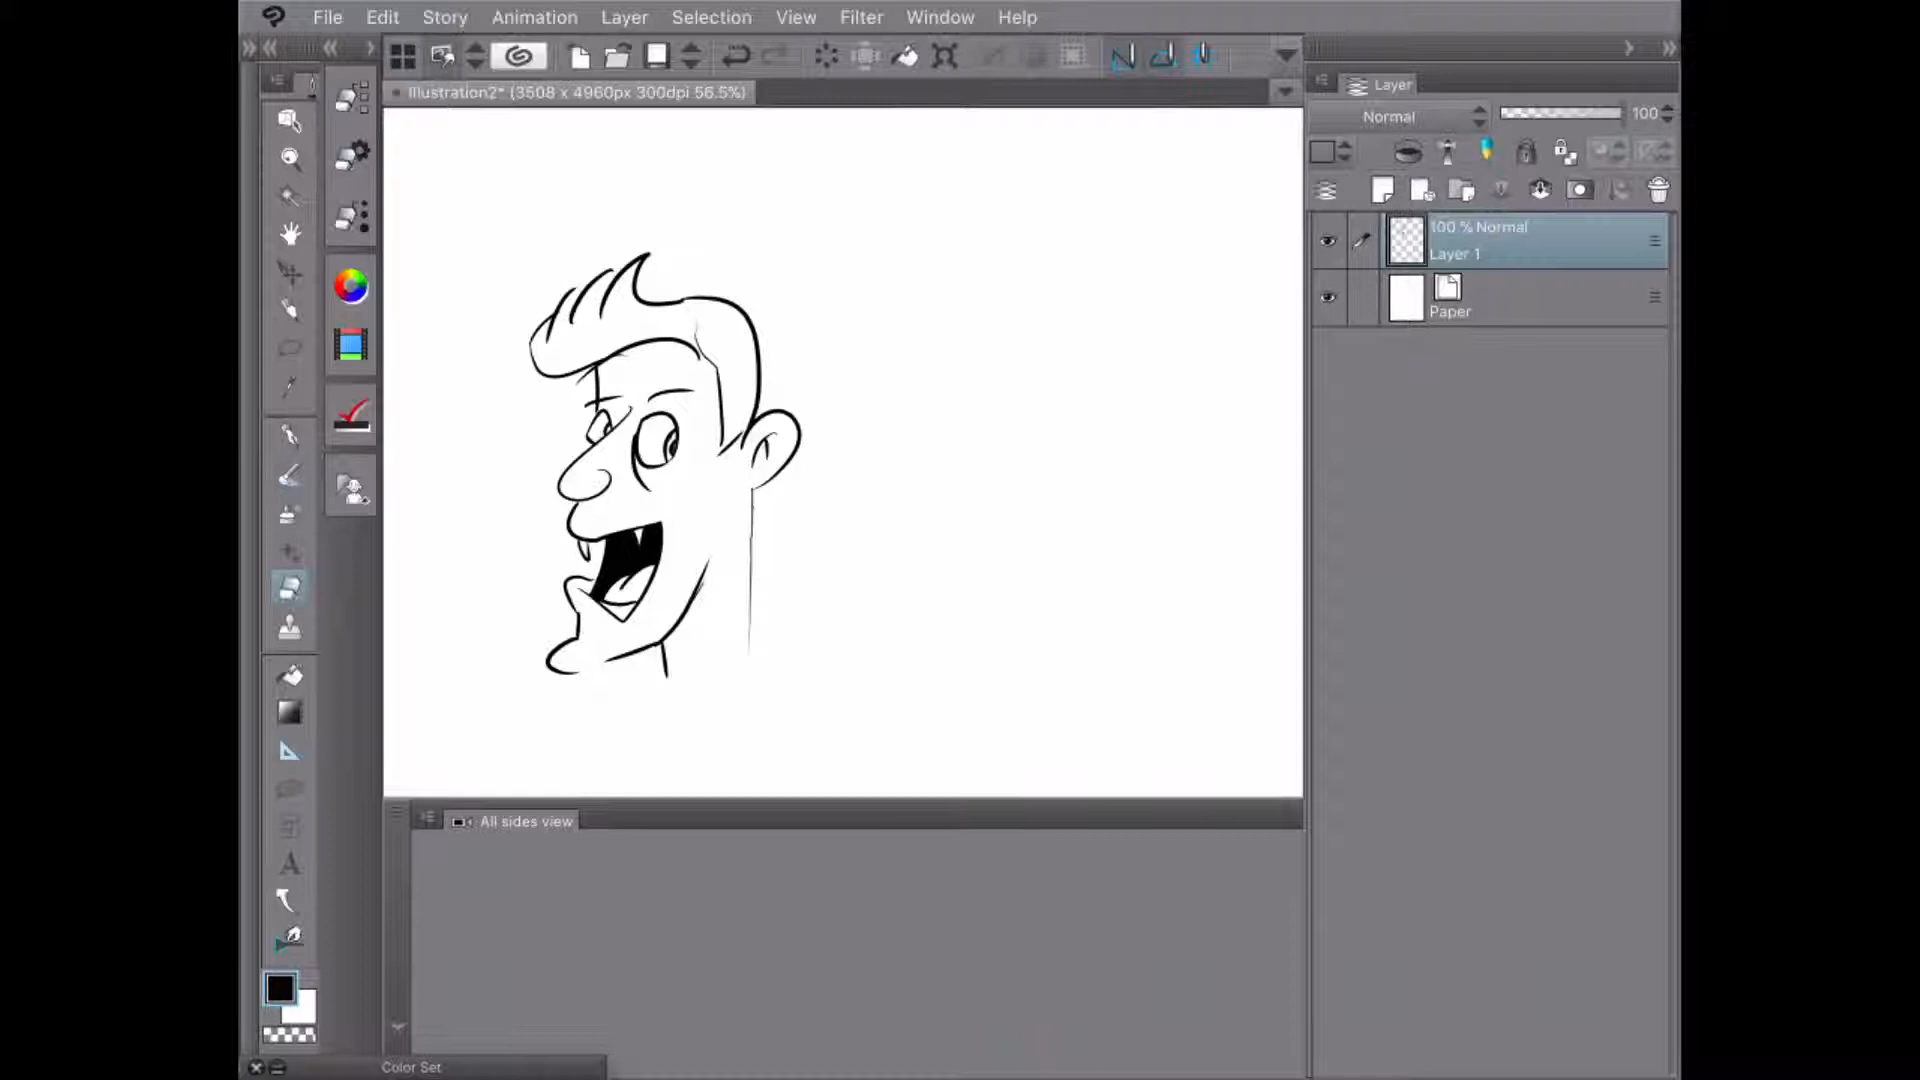 File Edit Story Animation Layer Selection View Filter Window Help
Illustration2* (3508 x 4960px 300dpi 56.5%)
Layer
Normal 100
100 % Normal
Layer 1
Paper
All sides view
Color Set